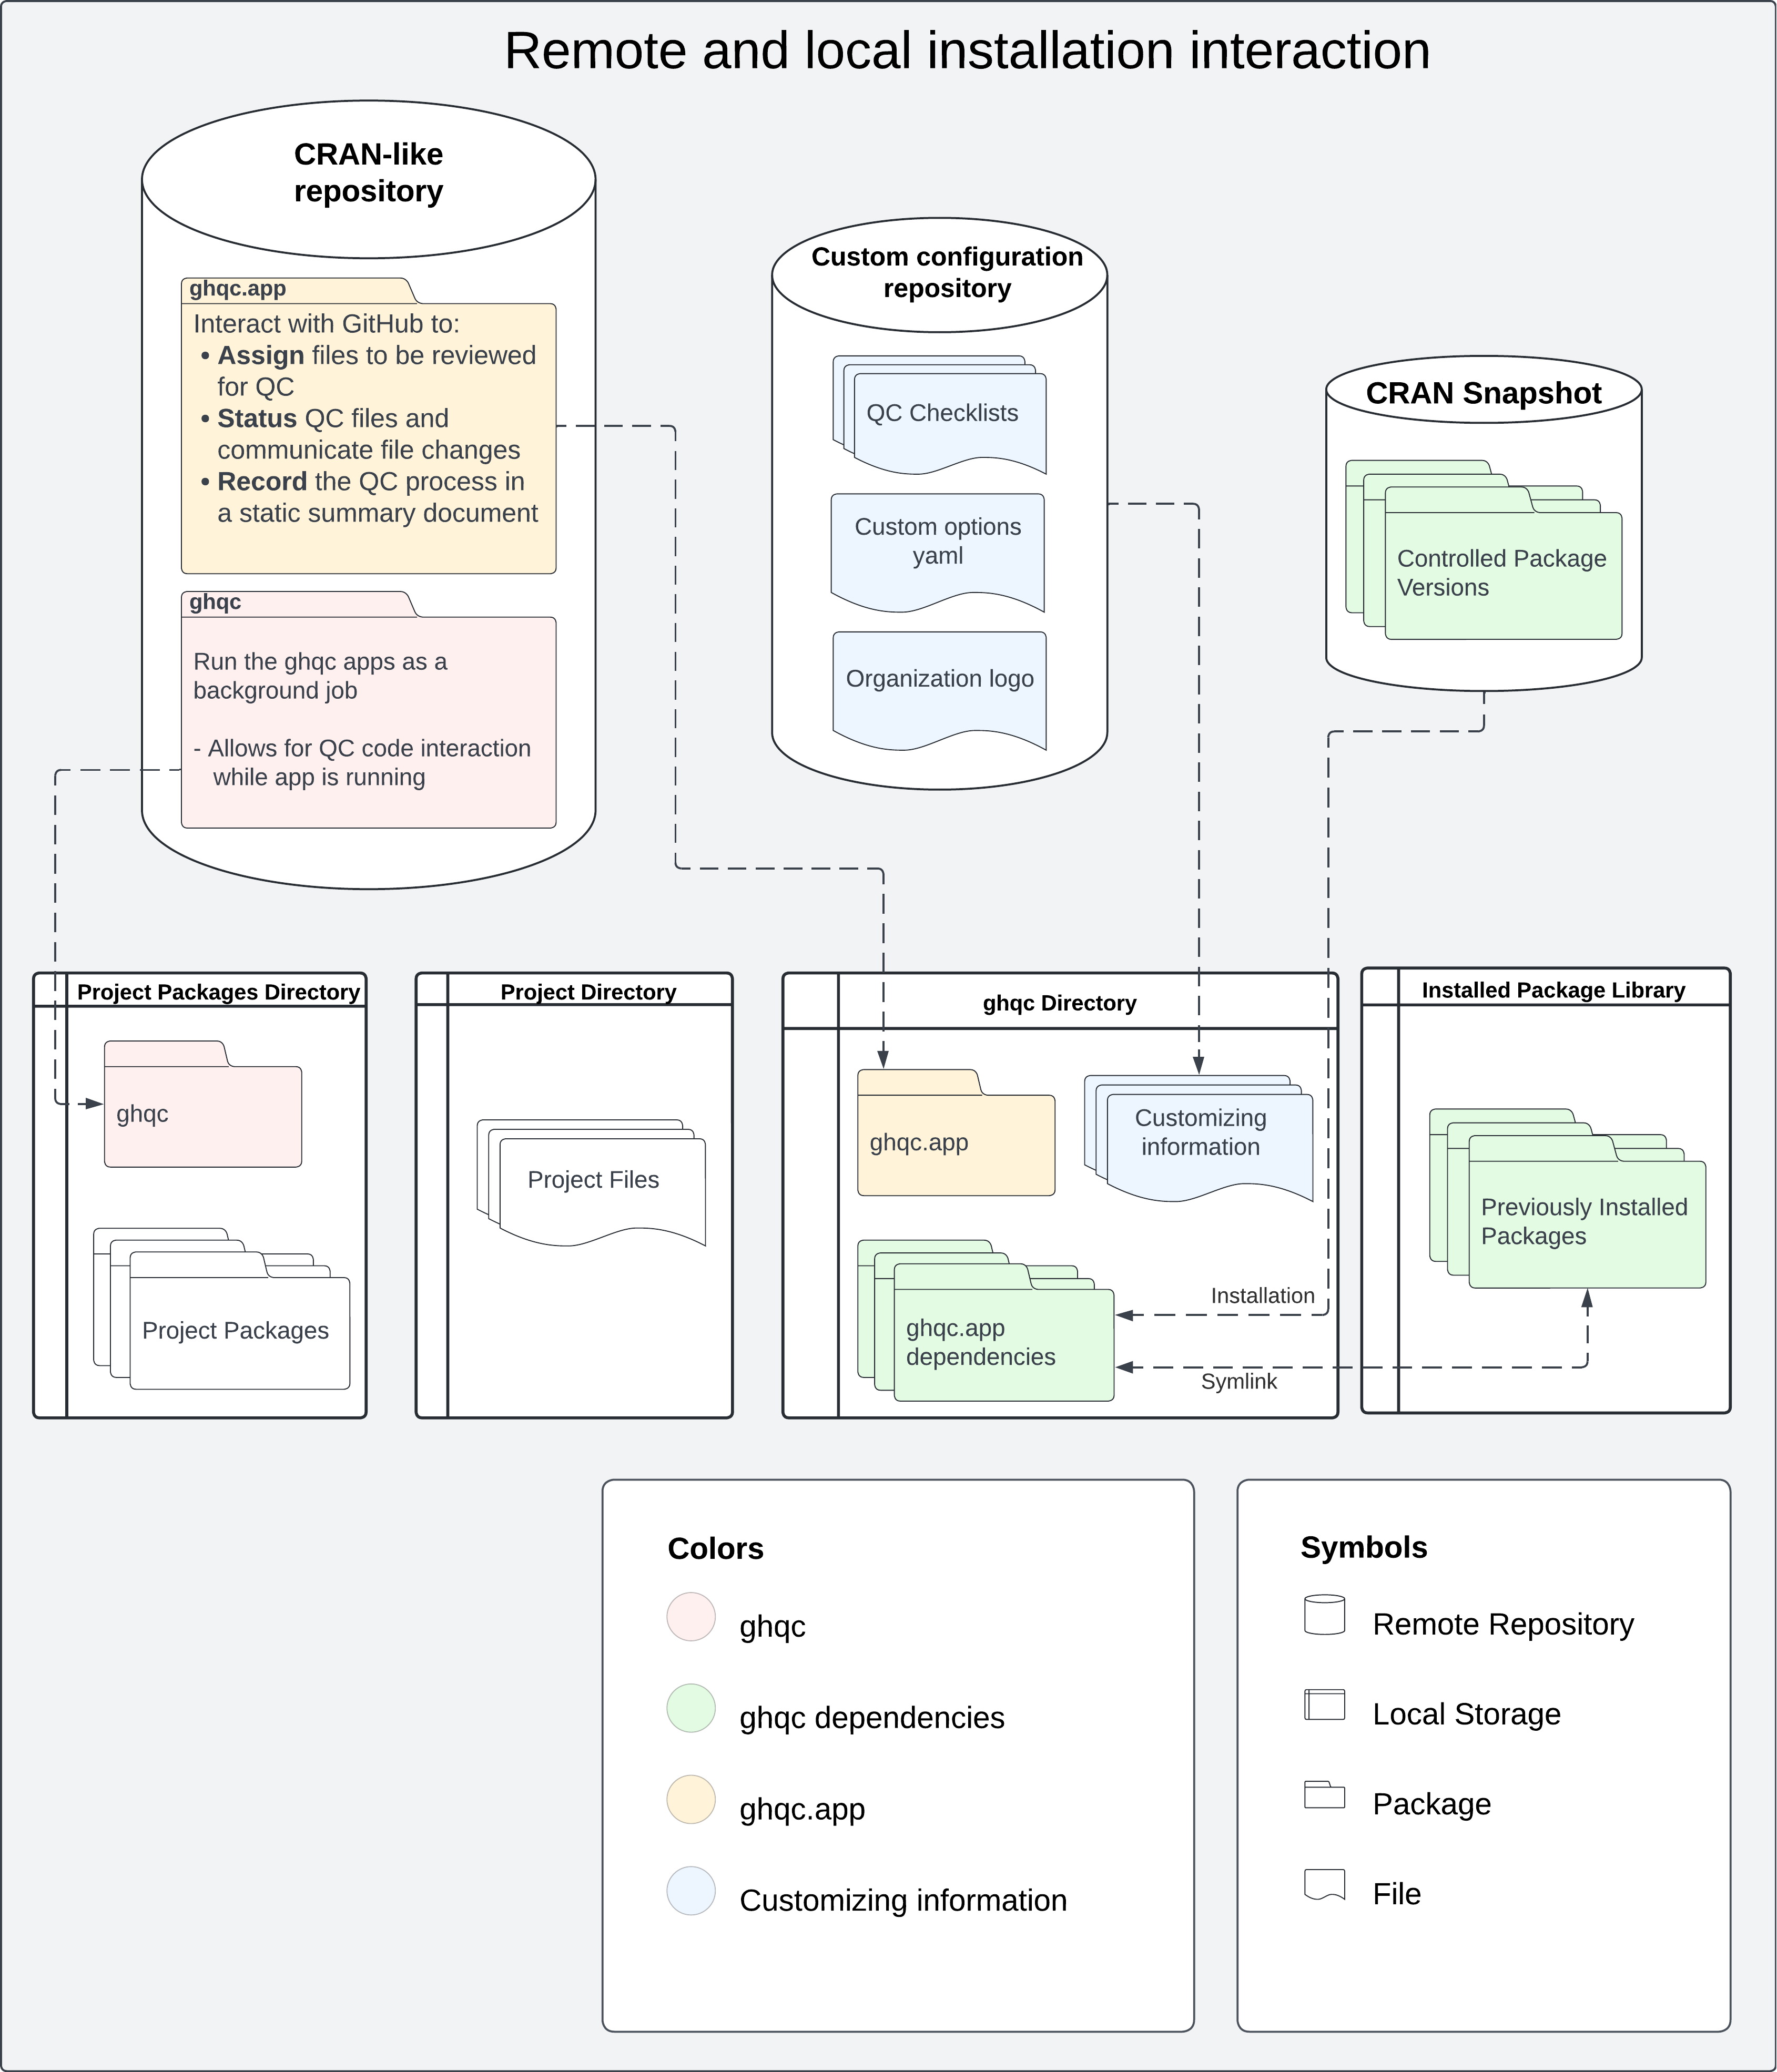 Remote and local installation interaction
CRAN-like
repository
ghqc.app
Interact with GitHub to:
• Assign files to be reviewed
for QC
• Status QC files and
communicate file changes
• Record the QC process in
a static summary document
ghqc
Run the ghqc apps as a
background job
- Allows for QC code interaction
while app is running
Custom configuration
repository
QC Checklists
Custom options
yaml
Organization logo
CRAN Snapshot
Controlled Package
Versions
Project Packages Directory
ghqc
Project Packages
Project Directory
Project Files
ghqc Directory
ghqc.app
Customizing
information
Installation
ghqc.app
dependencies
Symlink
Installed Package Library
Previously Installed
Packages
Colors
ghqc
ghqc dependencies
ghqc.app
Customizing information
Symbols
Remote Repository
Local Storage
Package
File